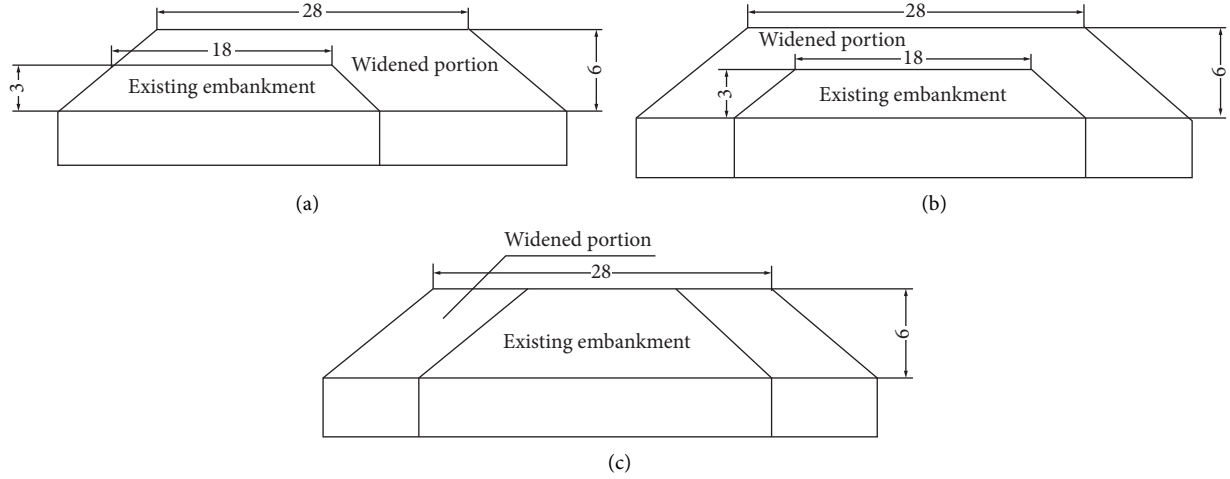 28
18
Widened portion
3
Existing embankment
6
(a)
28
Widened portion
18
3
Existing embankment
6
(b)
Widened portion
28
Existing embankment
6
(c)